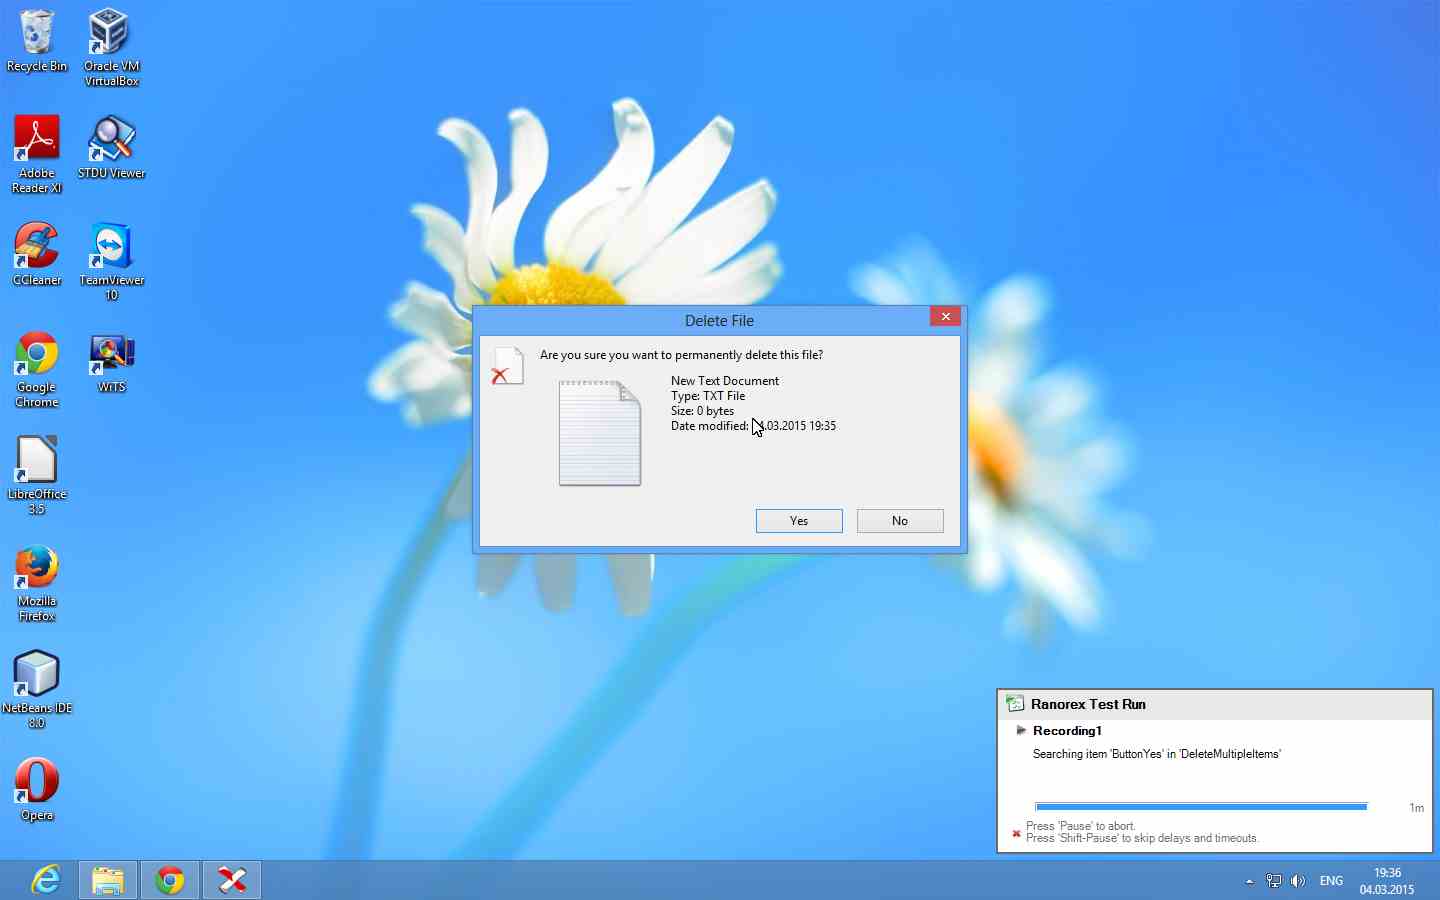 Recycle Bin
Oracle VM
VirtualBox
Adobe
Reader XI
STDU Viewer
CCleaner
TeamViewer
10
Google
Chrome
WiTS
LibreOffice
3.5
Mozilla
Firefox
NetBeans IDE
8.0
Opera
Delete File
Are you sure you want to permanently delete this file?
New Text Document
Type: TXT File
Size: 0 bytes
Date modified: .03.2015 19:35
Yes
No
Ranorex Test Run
Recording1
Searching item 'ButtonYes' in 'DeleteMultipleItems'
1m
Press 'Pause' to abort.
Press 'Shift-Pause' to skip delays and timeouts.
ENG
19:36
04.03.2015